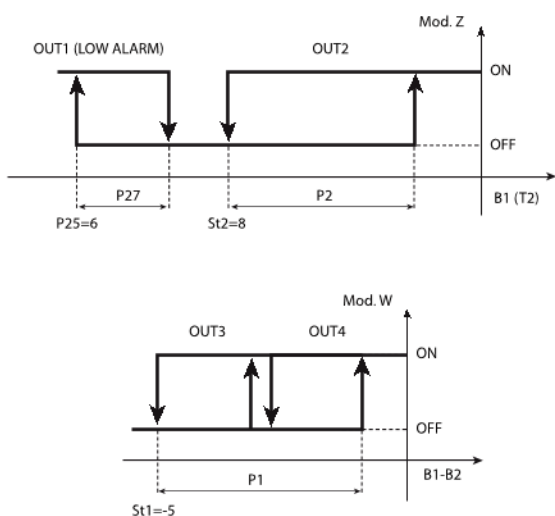 Mod. Z
OUT1 (LOW ALARM)
OUT2
ON
OFF
P27
P2
B1 (T2)
P25=6
St2=8
Mod. W
OUT3
OUT4
ON
OFF
P1
B1-B2
St1=-5